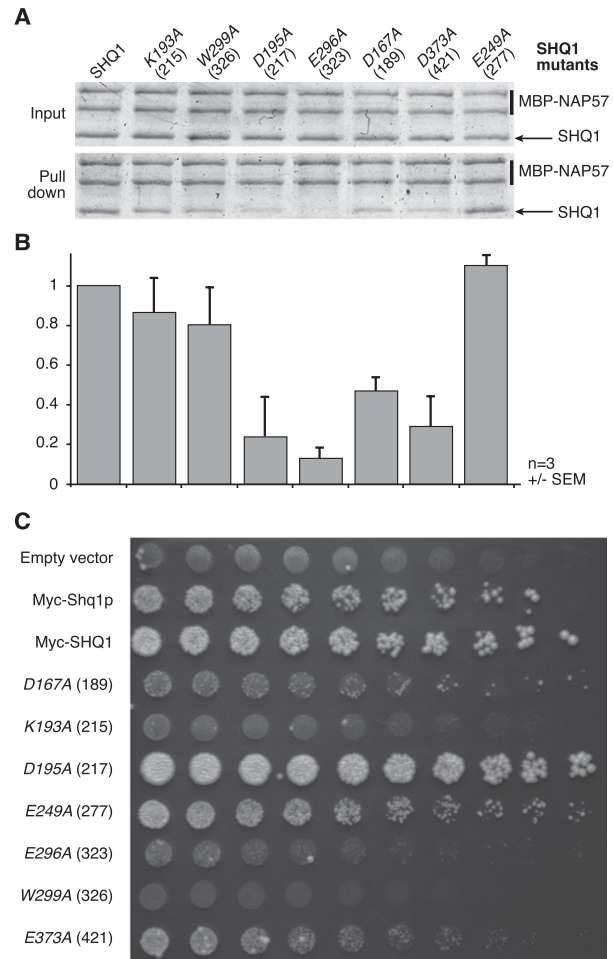 A
SHQ1
K193A (215)
W299A (326)
D195A (217)
E296A (323)
D167A (189)
D373A (421)
E249A (277)
SHQ1 mutants
Input
MBP-NAP57
SHQ1
Pull down
MBP-NAP57
SHQ1
B
1
0.8
0.6
0.4
0.2
0
n=3
+/- SEM
C
Empty vector
Myc-Shq1p
Myc-SHQ1
D167A (189)
K193A (215)
D195A (217)
E249A (277)
E296A (323)
W299A (326)
E373A (421)